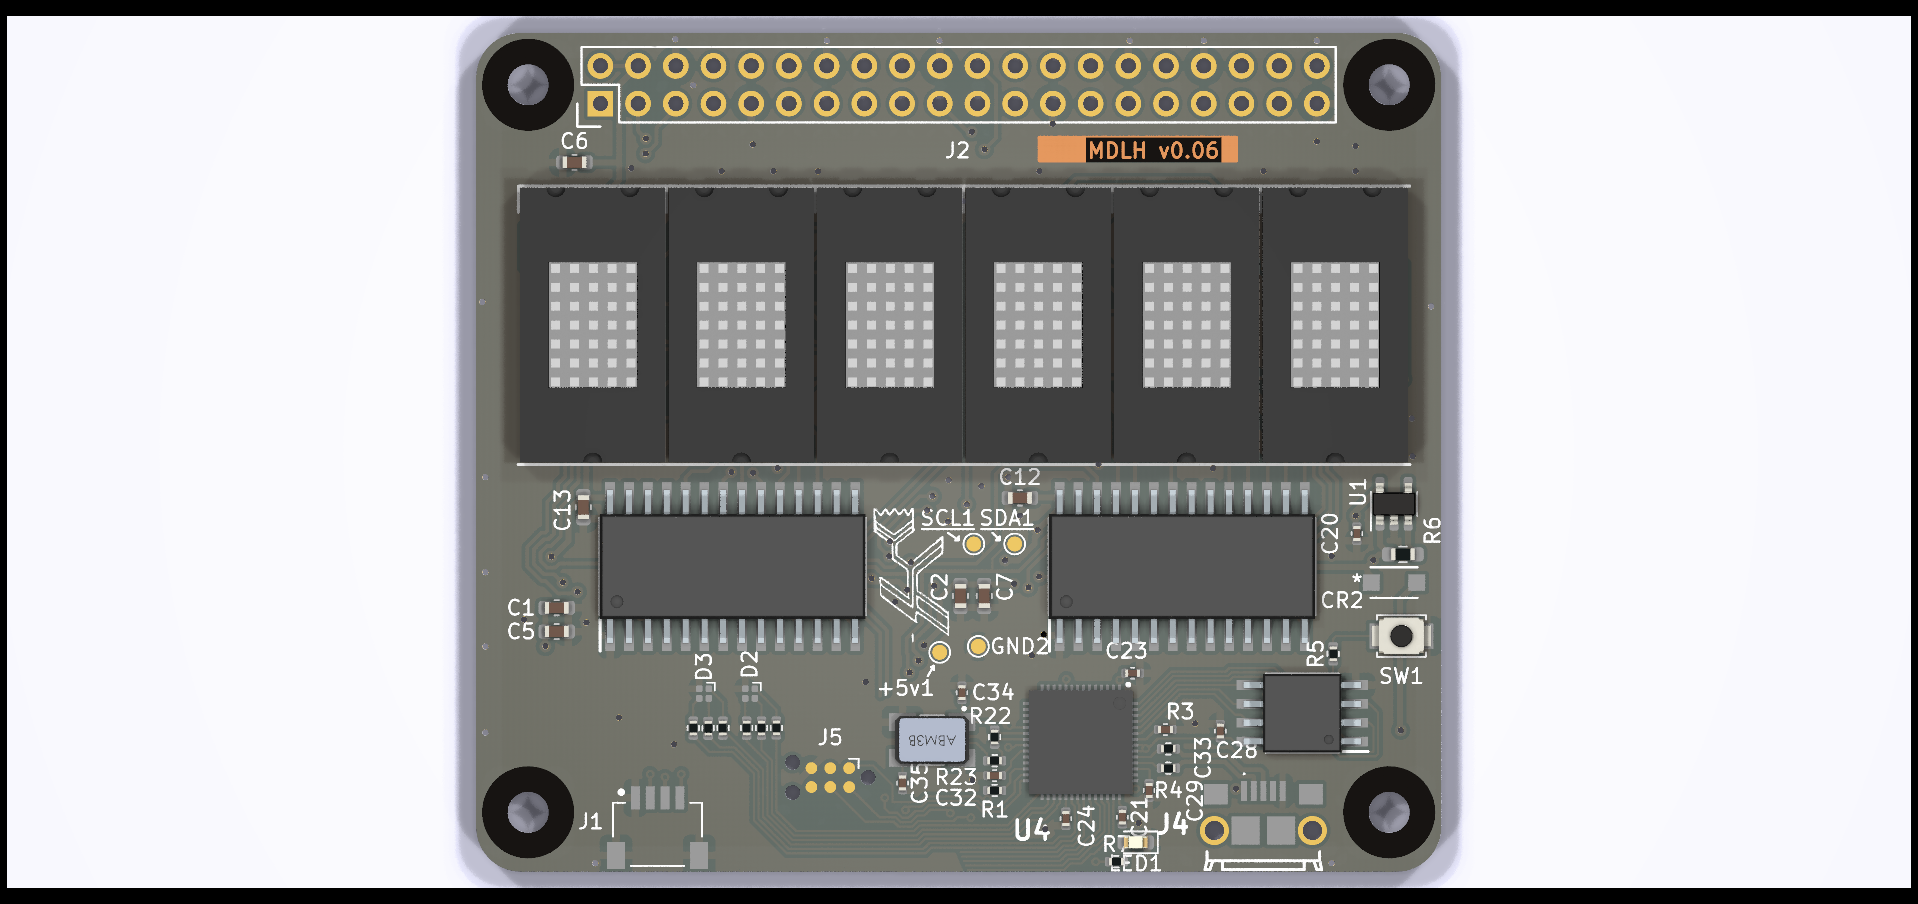 C6
J2
MDLH v0.06
C13
C12
U1
SCL1 SDA1
C20
R6
C2
C7
*
CR2
C1
C5
GND2
D3
D2
C23
R5
SW1
+5v1
C34
R22
R3
J5
ABM3B
C33
C28
C35
R23
C32
R4
C29
R1
J1
U4
C24
C21
J4
LED1